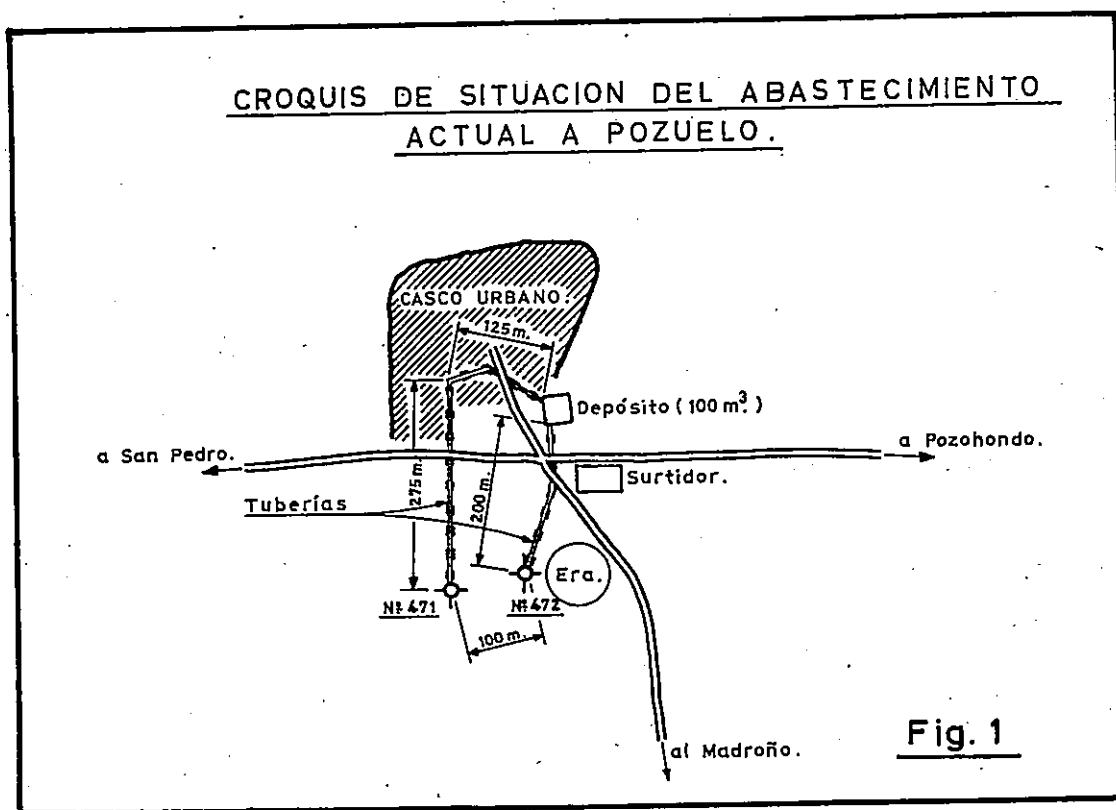 CROQUIS DE SITUACION DEL ABASTECIMIENTO
ACTUAL A POZUELO.
CASCO URBANO.
125 m.
Depósito (100 m³.)
a San Pedro.
a Pozohondo.
275 m.
200 m.
Surtidor.
Tuberías
Era.
Nº 471
Nº 472
100 m.
al Madroño.
Fig. 1